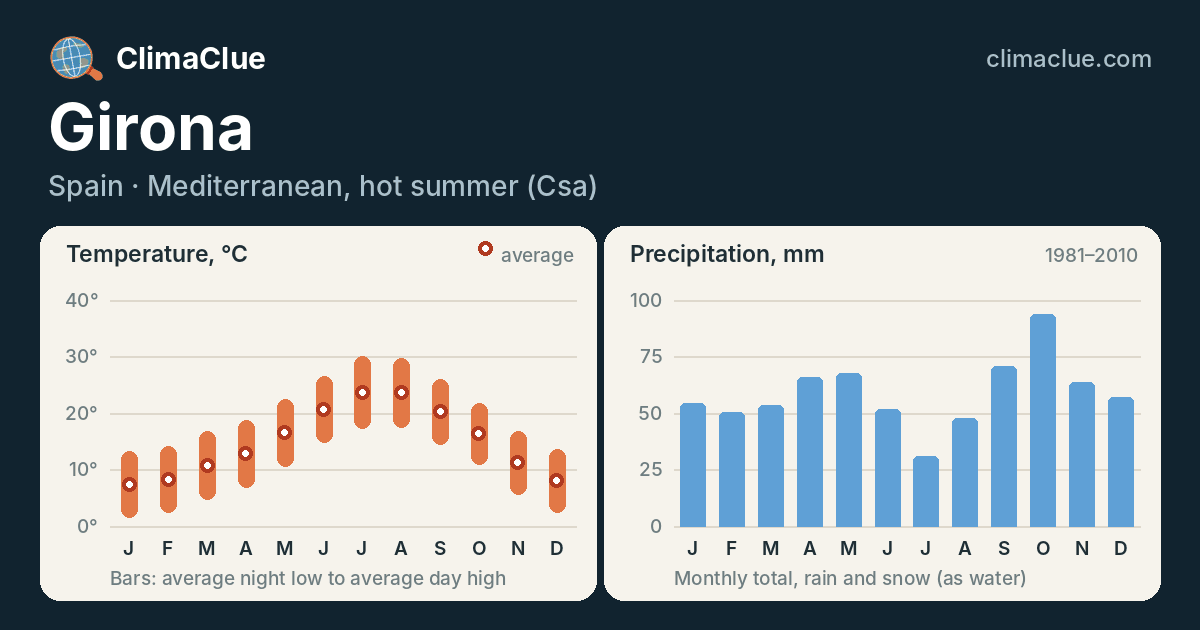 ClimaClue
climaclue.com
Girona
Spain · Mediterranean, hot summer (Csa)
Temperature, °C
average
40°
30°
20°
10°
0°
J F M A M J J A S O N D
Bars: average night low to average day high
Precipitation, mm
1981–2010
100
75
50
25
0
J F M A M J J A S O N D
Monthly total, rain and snow (as water)